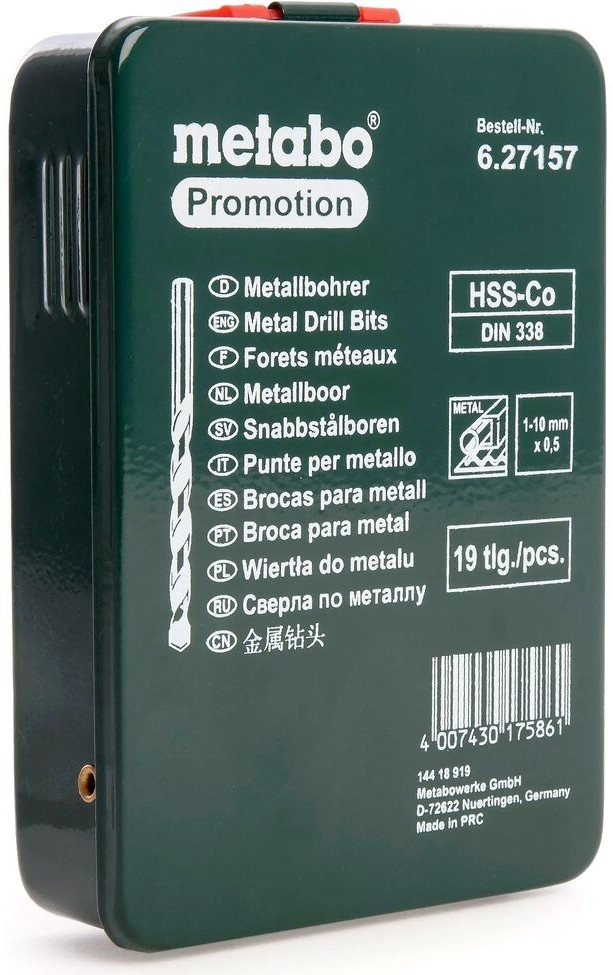 metabo®
Promotion
Bestell-Nr.
6.27157
D Metallbohrer
ENG Metal Drill Bits
F Forets méteaux
NL Metallboor
SV Snabbstålboren
IT Punte per metallo
ES Brocas para metall
PT Broca para metal
PL Wiertła do metalu
RU Сверла по металлу
CN 金属钻头
HSS-Co
DIN 338
METAL
1-10 mm
x 0,5
19 tlg./pcs.
4 007430 175861
144 18 919
Metabowerke GmbH
D-72622 Nuertingen, Germany
Made in PRC